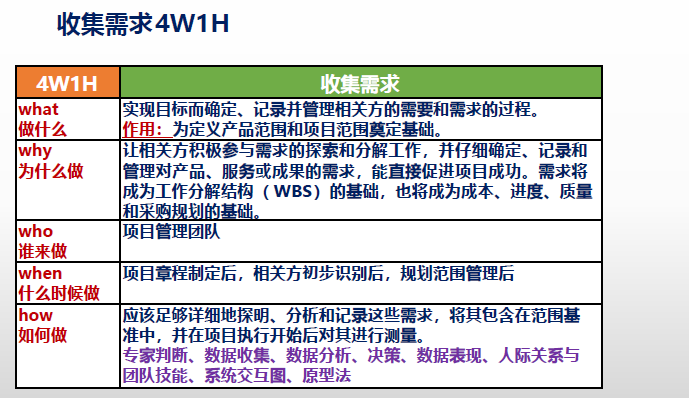 收集需求4W1H
4W1H
收集需求
what
做什么
实现目标而确定、记录并管理相关方的需要和需求的过程。
作用：为定义产品范围和项目范围奠定基础。
why
为什么做
让相关方积极参与需求的探索和分解工作，并仔细确定、记录和
管理对产品、服务或成果的需求，能直接促进项目成功。需求将
成为工作分解结构（WBS）的基础，也将成为成本、进度、质量
和采购规划的基础。
who
谁来做
项目管理团队
when
什么时候做
项目章程制定后，相关方初步识别后，规划范围管理后
how
如何做
应该足够详细地探明、分析和记录这些需求，将其包含在范围基
准中，并在项目执行开始后对其进行测量。
专家判断、数据收集、数据分析、决策、数据表现、人际关系与
团队技能、系统交互图、原型法